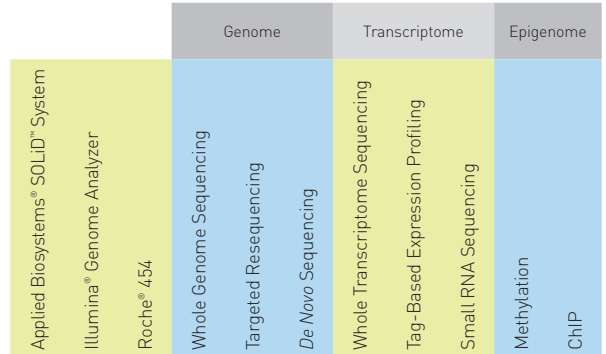 Genome
Transcriptome
Epigenome
Applied Biosystems® SOLiD™ System
Illumina® Genome Analyzer
Roche® 454
Whole Genome Sequencing
Targeted Resequencing
De Novo Sequencing
Whole Transcriptome Sequencing
Tag-Based Expression Profiling
Small RNA Sequencing
Methylation
ChIP